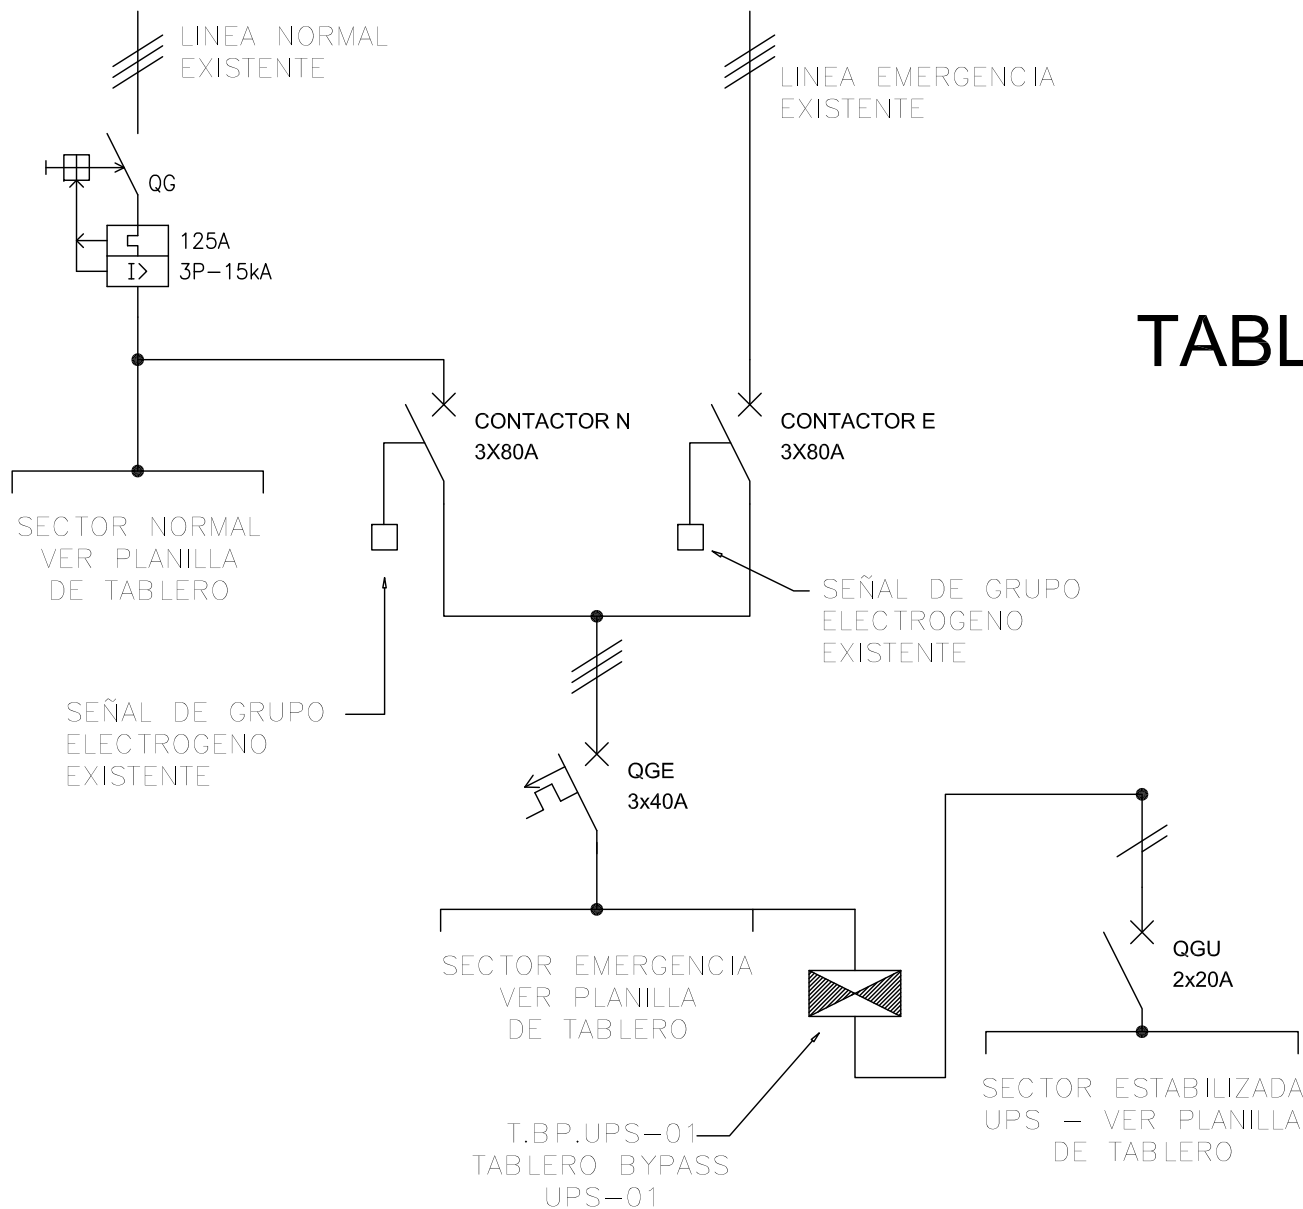 LINEA NORMAL
EXISTENTE
LINEA EMERGENCIA
EXISTENTE
QG
125A
3P-15kA
I>
TABL
CONTACTOR N
3X80A
CONTACTOR E
3X80A
SECTOR NORMAL
VER PLANILLA
DE TABLERO
SEÑAL DE GRUPO
ELECTROGENO
EXISTENTE
SEÑAL DE GRUPO
ELECTROGENO
EXISTENTE
QGE
3x40A
QGU
2x20A
SECTOR EMERGENCIA
VER PLANILLA
DE TABLERO
SECTOR ESTABILIZADA
UPS - VER PLANILLA
DE TABLERO
T.BP.UPS-01
TABLERO BYPASS
UPS-01